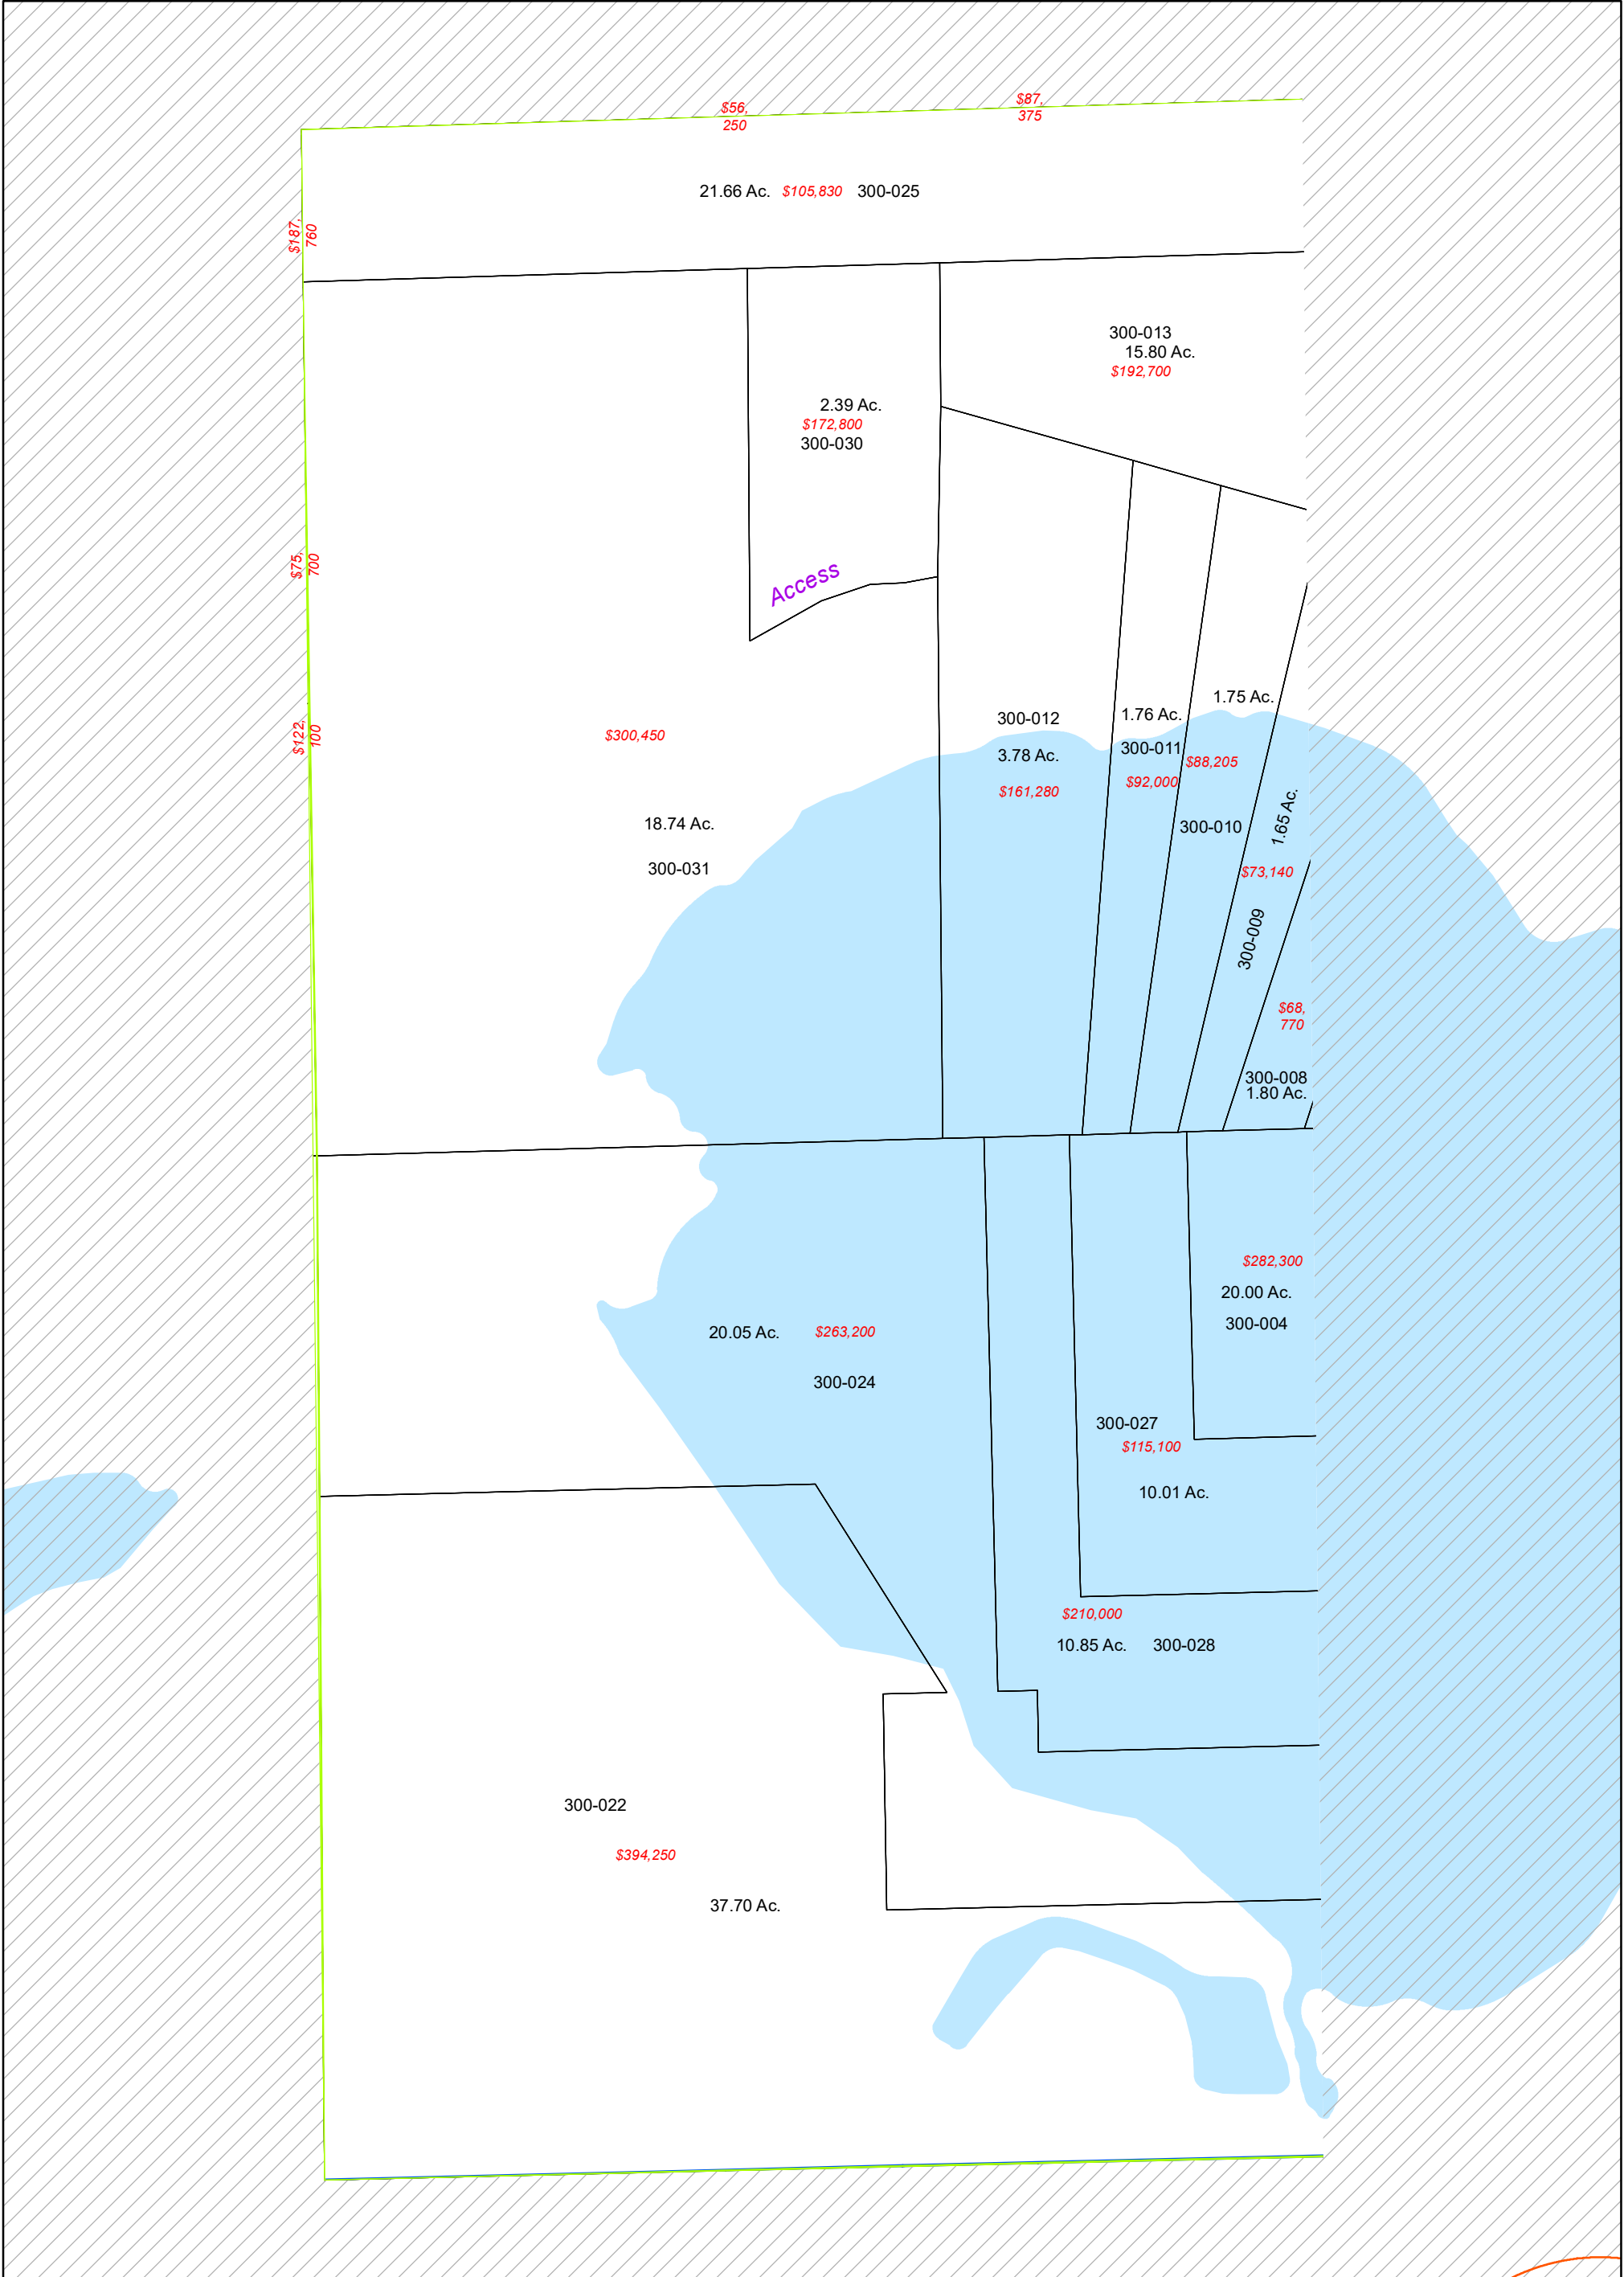 $56,
250
$87,
375
21.66 Ac. $105,830 300-025
$187,
760
300-013
15.80 Ac.
$192,700
2.39 Ac.
$172,800
300-030
$75,
700
Access
$122,
100
$300,450
18.74 Ac.
300-031
300-012
3.78 Ac.
$161,280
1.76 Ac.
300-011
$92,000
1.75 Ac.
$88,205
300-010
1.65 Ac.
$73,140
300-009
$68,
770
300-008
1.80 Ac.
$282,300
20.00 Ac.
300-004
20.05 Ac. $263,200
300-024
300-027
$115,100
10.01 Ac.
$210,000
10.85 Ac. 300-028
300-022
$394,250
37.70 Ac.